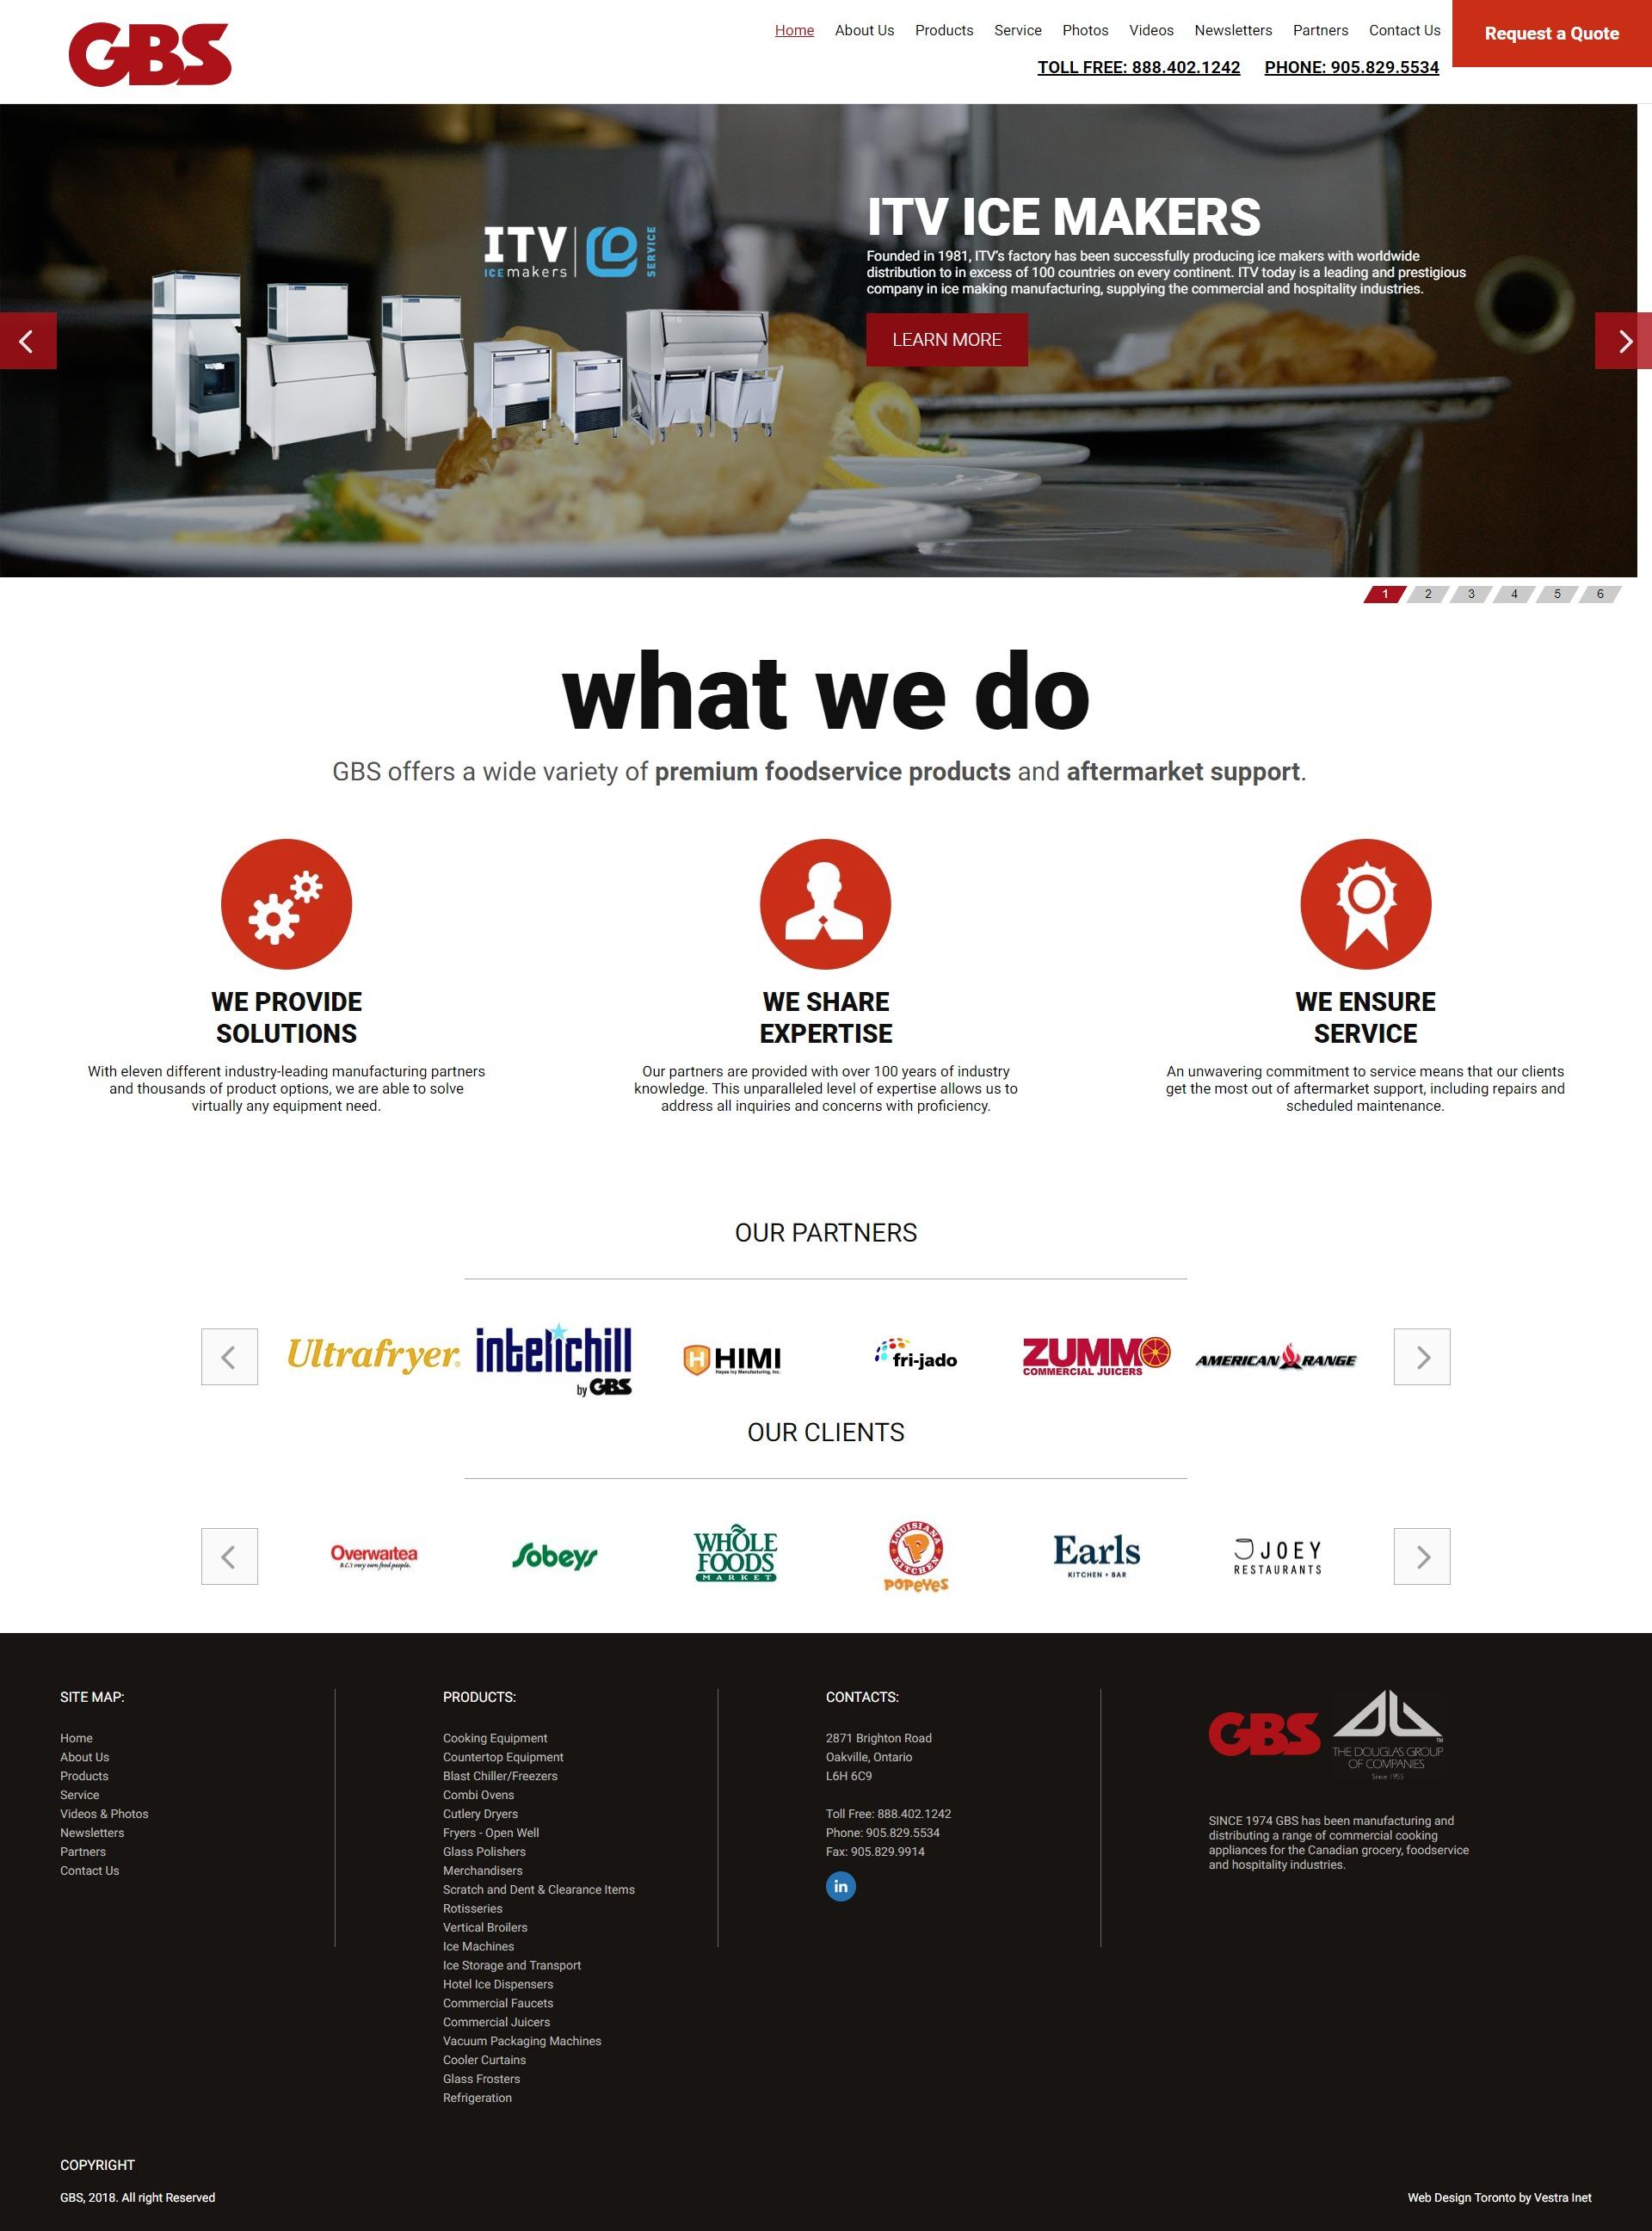 GBS
Home About Us Products Service Photos Videos Newsletters Partners Contact Us
Request a Quote
TOLL FREE: 888.402.1242 PHONE: 905.829.5534
ITV
ICEmakers
SERVICE
ITV ICE MAKERS
Founded in 1981, ITV's factory has been successfully producing ice makers with worldwide
distribution to in excess of 100 countries on every continent. ITV today is a leading and prestigious
company in ice making manufacturing, supplying the commercial and hospitality industries.
LEARN MORE
1 2 3 4 5 6
what we do
GBS offers a wide variety of premium foodservice products and aftermarket support.
WE PROVIDE
SOLUTIONS
With eleven different industry-leading manufacturing partners
and thousands of product options, we are able to solve
virtually any equipment need.
WE SHARE
EXPERTISE
Our partners are provided with over 100 years of industry
knowledge. This unparalleled level of expertise allows us to
address all inquiries and concerns with proficiency.
WE ENSURE
SERVICE
An unwavering commitment to service means that our clients
get the most out of aftermarket support, including repairs and
scheduled maintenance.
OUR PARTNERS
Ultrafryer
intelichill
by GBS
H HIMI
fri-jado
ZUMMO
COMMERCIAL JUICERS
AMERICAN RANGE
OUR CLIENTS
Overwaitea
B.C.'s very own food people.
Sobeys
WHOLE
FOODS
MARKET
LOUISIANA
KITCHEN
P
POPEYES
Earls
KITCHEN + BAR
JOEY
RESTAURANTS
SITE MAP:
Home
About Us
Products
Service
Videos & Photos
Newsletters
Partners
Contact Us
PRODUCTS:
Cooking Equipment
Countertop Equipment
Blast Chiller/Freezers
Combi Ovens
Cutlery Dryers
Fryers - Open Well
Glass Polishers
Merchandisers
Scratch and Dent & Clearance Items
Rotisseries
Vertical Broilers
Ice Machines
Ice Storage and Transport
Hotel Ice Dispensers
Commercial Faucets
Commercial Juicers
Vacuum Packaging Machines
Cooler Curtains
Glass Frosters
Refrigeration
CONTACTS:
2871 Brighton Road
Oakville, Ontario
L6H 6C9
Toll Free: 888.402.1242
Phone: 905.829.5534
Fax: 905.829.9914
in
GBS
THE DOUGLAS GROUP
OF COMPANIES
Since 1955
SINCE 1974 GBS has been manufacturing and
distributing a range of commercial cooking
appliances for the Canadian grocery, foodservice
and hospitality industries.
COPYRIGHT
GBS, 2018. All right Reserved
Web Design Toronto by Vestra Inet